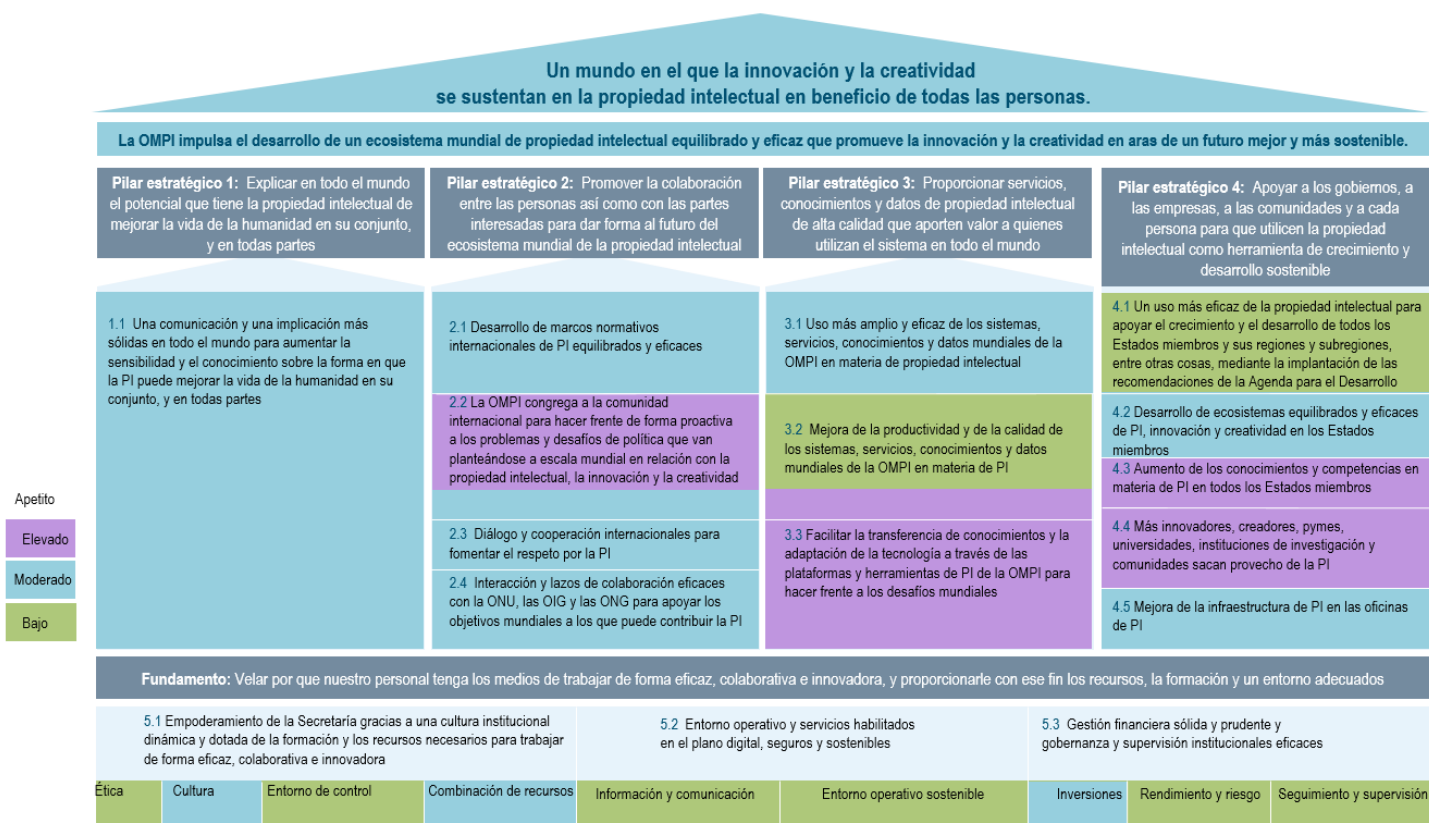 Un mundo en el que la innovación y la creatividad
se sustentan en la propiedad intelectual en beneficio de todas las personas.
La OMPI impulsa el desarrollo de un ecosistema mundial de propiedad intelectual equilibrado y eficaz que promueve la innovación y la creatividad en aras de un futuro mejor y más sostenible.
Pilar estratégico 1: Explicar en todo el mundo
el potencial que tiene la propiedad intelectual de
mejorar la vida de la humanidad en su conjunto,
y en todas partes
Pilar estratégico 2: Promover la colaboración
entre las personas así como con las partes
interesadas para dar forma al futuro del
ecosistema mundial de la propiedad intelectual
Pilar estratégico 3: Proporcionar servicios,
conocimientos y datos de propiedad intelectual
de alta calidad que aporten valor a quienes
utilizan el sistema en todo el mundo
Pilar estratégico 4: Apoyar a los gobiernos, a
las empresas, a las comunidades y a cada
persona para que utilicen la propiedad
intelectual como herramienta de crecimiento y
desarrollo sostenible
1.1 Una comunicación y una implicación más
sólidas en todo el mundo para aumentar la
sensibilidad y el conocimiento sobre la forma en que
la PI puede mejorar la vida de la humanidad en su
conjunto, y en todas partes
2.1 Desarrollo de marcos normativos
internacionales de PI equilibrados y eficaces
2.2 La OMPI congrega a la comunidad
internacional para hacer frente de forma proactiva
a los problemas y desafíos de política que van
planteándose a escala mundial en relación con la
propiedad intelectual, la innovación y la creatividad
2.3 Diálogo y cooperación internacionales para
fomentar el respeto por la PI
2.4 Interacción y lazos de colaboración eficaces
con la ONU, las OIG y las ONG para apoyar los
objetivos mundiales a los que puede contribuir la PI
3.1 Uso más amplio y eficaz de los sistemas,
servicios, conocimientos y datos mundiales de la
OMPI en materia de propiedad intelectual
3.2 Mejora de la productividad y de la calidad de
los sistemas, servicios, conocimientos y datos
mundiales de la OMPI en materia de PI
3.3 Facilitar la transferencia de conocimientos y la
adaptación de la tecnología a través de las
plataformas y herramientas de PI de la OMPI para
hacer frente a los desafíos mundiales
4.1 Un uso más eficaz de la propiedad intelectual para
apoyar el crecimiento y el desarrollo de todos los
Estados miembros y sus regiones y subregiones,
entre otras cosas, mediante la implantación de las
recomendaciones de la Agenda para el Desarrollo
4.2 Desarrollo de ecosistemas equilibrados y eficaces
de PI, innovación y creatividad en los Estados
miembros
4.3 Aumento de los conocimientos y competencias en
materia de PI en todos los Estados miembros
4.4 Más innovadores, creadores, pymes,
universidades, instituciones de investigación y
comunidades sacan provecho de la PI
4.5 Mejora de la infraestructura de PI en las oficinas
de PI
Apetito
Elevado
Moderado
Bajo
Fundamento: Velar por que nuestro personal tenga los medios de trabajar de forma eficaz, colaborativa e innovadora, y proporcionarle con ese fin los recursos, la formación y un entorno adecuados
5.1 Empoderamiento de la Secretaría gracias a una cultura institucional
dinámica y dotada de la formación y los recursos necesarios para trabajar
de forma eficaz, colaborativa e innovadora
5.2 Entorno operativo y servicios habilitados
en el plano digital, seguros y sostenibles
5.3 Gestión financiera sólida y prudente y
gobernanza y supervisión institucionales eficaces
Ética
Cultura
Entorno de control
Combinación de recursos
Información y comunicación
Entorno operativo sostenible
Inversiones
Rendimiento y riesgo
Seguimiento y supervisión